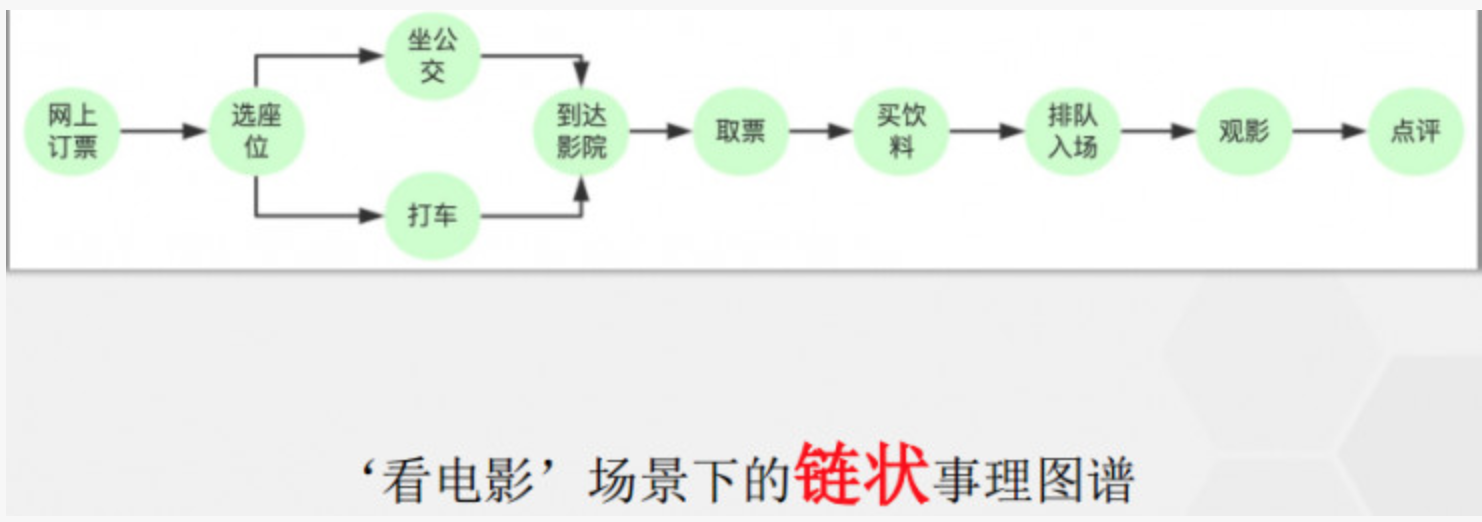 坐公
交
网上
订票
选座
位
到达
影院
取票
买饮
料
排队
入场
观影
点评
打车
‘看电影’场景下的链状事理图谱